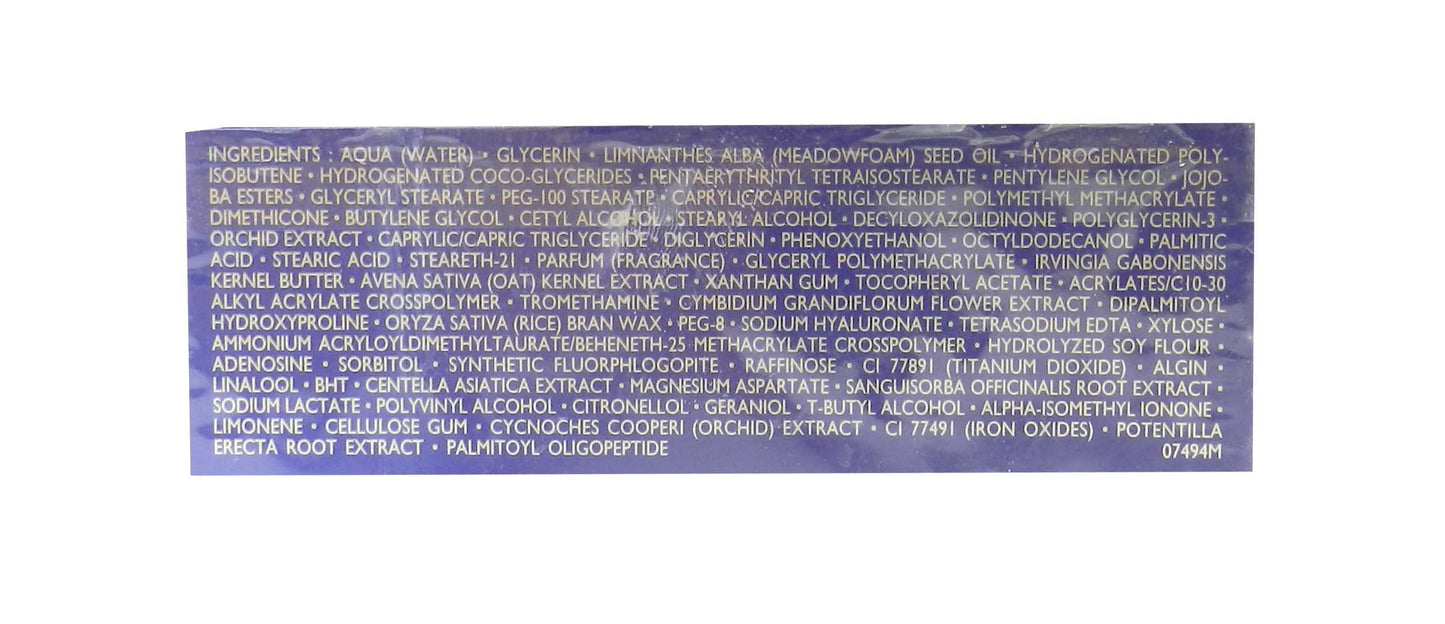 INGREDIENTS : AQUA (WATER) • GLYCERIN • LIMNANTHES ALBA (MEADOWFOAM) SEED OIL • HYDROGENATED POLY-
ISOBUTENE • HYDROGENATED COCO-GLYCERIDES • PENTAERYTHRITYL TETRAISOSTEARATE • PENTYLENE GLYCOL • JOJO-
BA ESTERS • GLYCERYL STEARATE • PEG-100 STEARATE • CAPRYLIC/CAPRIC TRIGLYCERIDE • POLYMETHYL METHACRYLATE •
DIMETHICONE • BUTYLENE GLYCOL • CETYL ALCOHOL • STEARYL ALCOHOL • DECYLOXAZOLIDINONE • POLYGLYCERIN-3 •
ORCHID EXTRACT • CAPRYLIC/CAPRIC TRIGLYCERIDE • DIGLYCERIN • PHENOXYETHANOL • OCTYLDODECANOL • PALMITIC
ACID • STEARIC ACID • STEARETH-21 • PARFUM (FRAGRANCE) • GLYCERYL POLYMETHACRYLATE • IRVINGIA GABONENSIS
KERNEL BUTTER • AVENA SATIVA (OAT) KERNEL EXTRACT • XANTHAN GUM • TOCOPHERYL ACETATE • ACRYLATES/C10-30
ALKYL ACRYLATE CROSSPOLYMER • TROMETHAMINE • CYMBIDIUM GRANDIFLORUM FLOWER EXTRACT • DIPALMITOYL
HYDROXYPROLINE • ORYZA SATIVA (RICE) BRAN WAX • PEG-8 • SODIUM HYALURONATE • TETRASODIUM EDTA • XYLOSE •
AMMONIUM ACRYLOYLDIMETHYLTAURATE/BEHENETH-25 METHACRYLATE CROSSPOLYMER • HYDROLYZED SOY FLOUR •
ADENOSINE • SORBITOL • SYNTHETIC FLUORPHLOGOPITE • RAFFINOSE • CI 77891 (TITANIUM DIOXIDE) • ALGIN •
LINALOOL • BHT • CENTELLA ASIATICA EXTRACT • MAGNESIUM ASPARTATE • SANGUISORBA OFFICINALIS ROOT EXTRACT •
SODIUM LACTATE • POLYVINYL ALCOHOL • CITRONELLOL • GERANIOL • T-BUTYL ALCOHOL • ALPHA-ISOMETHYL IONONE •
LIMONENE • CELLULOSE GUM • CYCNOCHES COOPERI (ORCHID) EXTRACT • CI 77491 (IRON OXIDES) • POTENTILLA
ERECTA ROOT EXTRACT • PALMITOYL OLIGOPEPTIDE 07494M